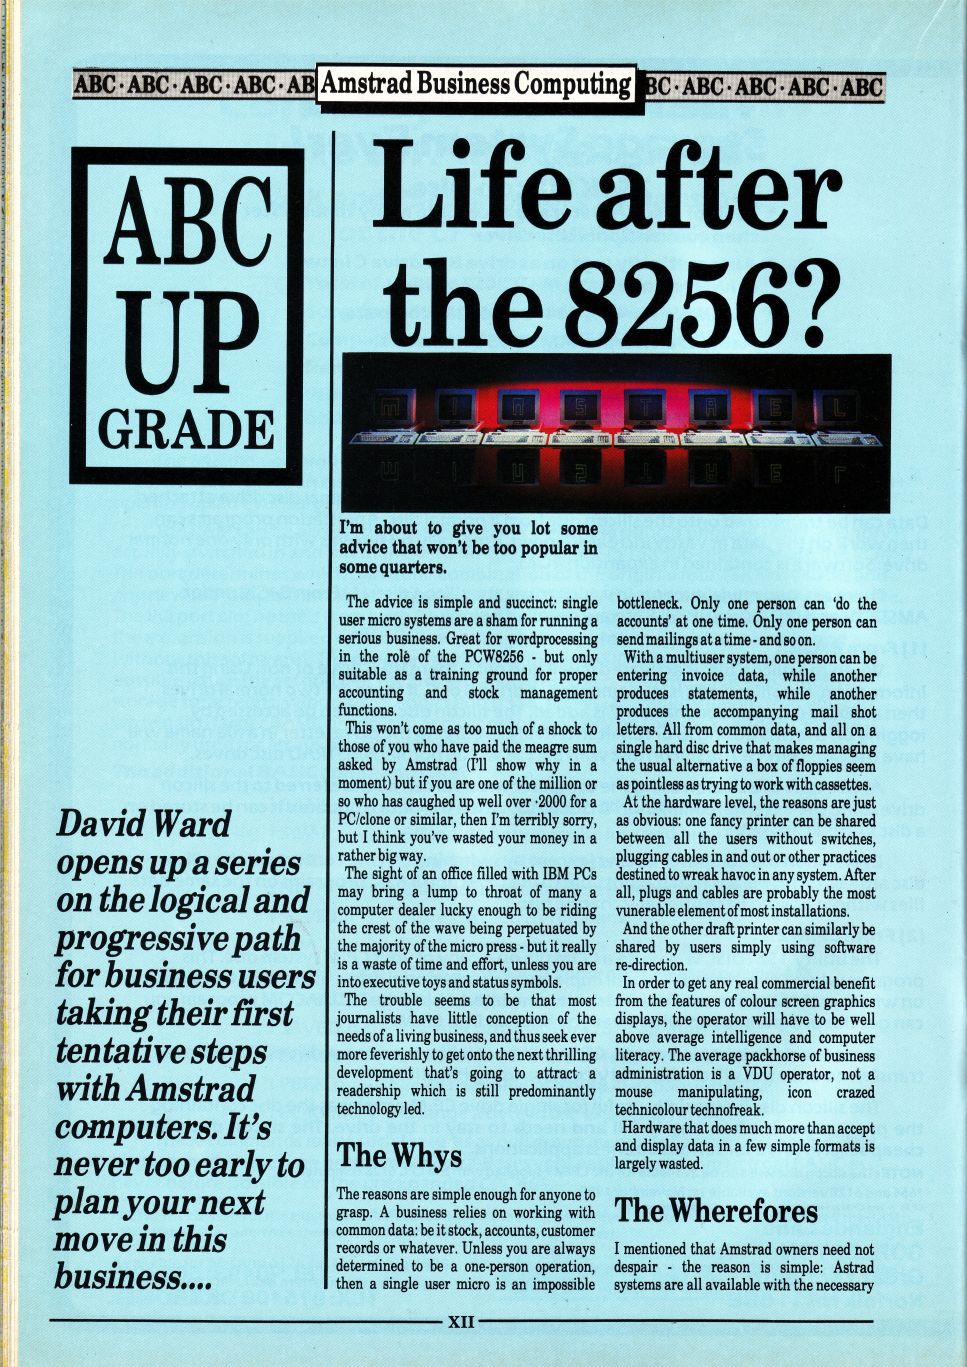 ABC · ABC · ABC · ABC · AB
Amstrad Business Computing
BC · ABC · ABC · ABC · ABC
ABC
UP
GRADE
Life after
the 8256?
M I N S T R E L
David Ward
opens up a series
on the logical and
progressive path
for business users
taking their first
tentative steps
with Amstrad
computers. It's
never too early to
plan your next
move in this
business....
I'm about to give you lot some
advice that won't be too popular in
some quarters.
The advice is simple and succinct: single
user micro systems are a sham for running a
serious business. Great for wordprocessing
in the role of the PCW8256 - but only
suitable as a training ground for proper
accounting and stock management
functions.
This won't come as too much of a shock to
those of you who have paid the meagre sum
asked by Amstrad (I'll show why in a
moment) but if you are one of the million or
so who has caughed up well over ·2000 for a
PC/clone or similar, then I'm terribly sorry,
but I think you've wasted your money in a
rather big way.
The sight of an office filled with IBM PCs
may bring a lump to throat of many a
computer dealer lucky enough to be riding
the crest of the wave being perpetuated by
the majority of the micro press - but it really
is a waste of time and effort, unless you are
into executive toys and status symbols.
The trouble seems to be that most
journalists have little conception of the
needs of a living business, and thus seek ever
more feverishly to get onto the next thrilling
development that's going to attract a
readership which is still predominantly
technology led.
The Whys
The reasons are simple enough for anyone to
grasp. A business relies on working with
common data: be it stock, accounts, customer
records or whatever. Unless you are always
determined to be a one-person operation,
then a single user micro is an impossible
bottleneck. Only one person can 'do the
accounts' at one time. Only one person can
send mailings at a time - and so on.
With a multiuser system, one person can be
entering invoice data, while another
produces statements, while another
produces the accompanying mail shot
letters. All from common data, and all on a
single hard disc drive that makes managing
the usual alternative a box of floppies seem
as pointless as trying to work with cassettes.
At the hardware level, the reasons are just
as obvious: one fancy printer can be shared
between all the users without switches,
plugging cables in and out or other practices
destined to wreak havoc in any system. After
all, plugs and cables are probably the most
vunerable element of most installations.
And the other draft printer can similarly be
shared by users simply using software
re-direction.
In order to get any real commercial benefit
from the features of colour screen graphics
displays, the operator will have to be well
above average intelligence and computer
literacy. The average packhorse of business
administration is a VDU operator, not a
mouse manipulating, icon crazed
technicolour technofreak.
Hardware that does much more than accept
and display data in a few simple formats is
largely wasted.
The Wherefores
I mentioned that Amstrad owners need not
despair - the reason is simple: Astrad
systems are all available with the necessary
XII